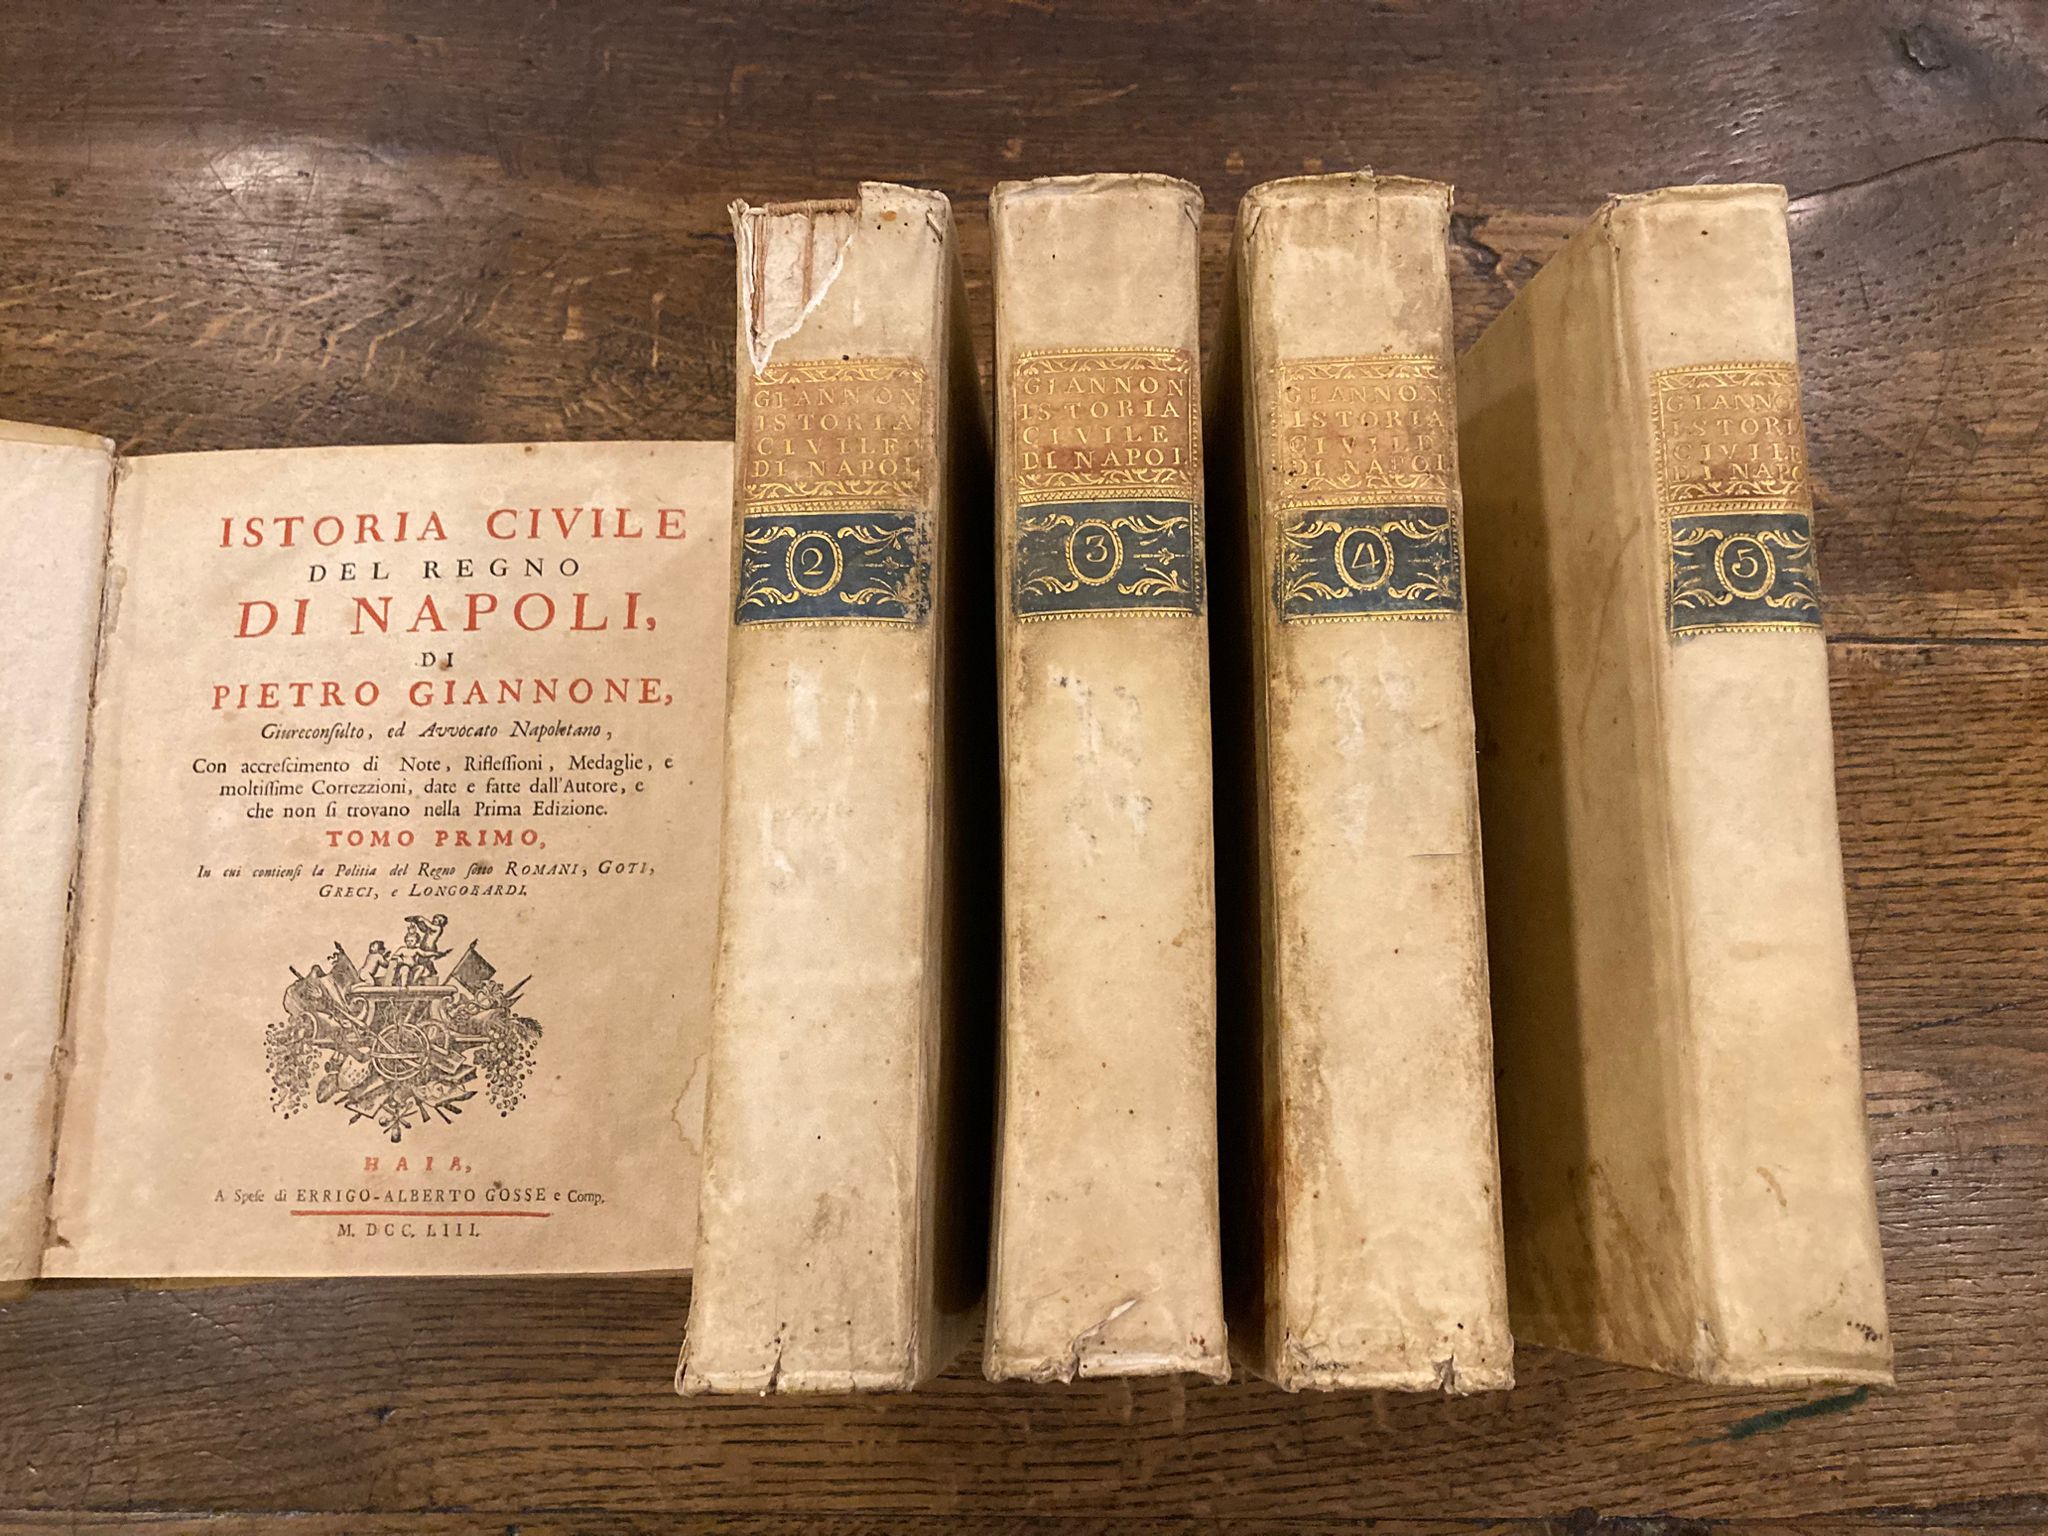 ISTORIA CIVILE
DEL REGNO
DI NAPOLI,
DI
PIETRO GIANNONE,
Giureconſulto, ed Avvocato Napoletano,
Con accreſcimento di Note, Rifleſſioni, Medaglie, e
moltiſſime Correzzioni, date e fatte dall'Autore, e
che non ſi trovano nella Prima Edizione.
TOMO PRIMO,
In cui contienſi la Politia del Regno ſotto ROMANI, GOTI,
GRECI, e LONGOBARDI.
HAIA,
A Speſe di ERRIGO-ALBERTO GOSSE e Comp.
M. DCC. LIII.
GIANNON
ISTORIA
CIVILE
DI NAPOL
2
GIANNON
ISTORIA
CIVILE
DI NAPOI
3
GIANNON
ISTORIA
CIVILE
DI NAPOI
4
GIANNO
ISTORI
CIVILE
DI NAPO
5